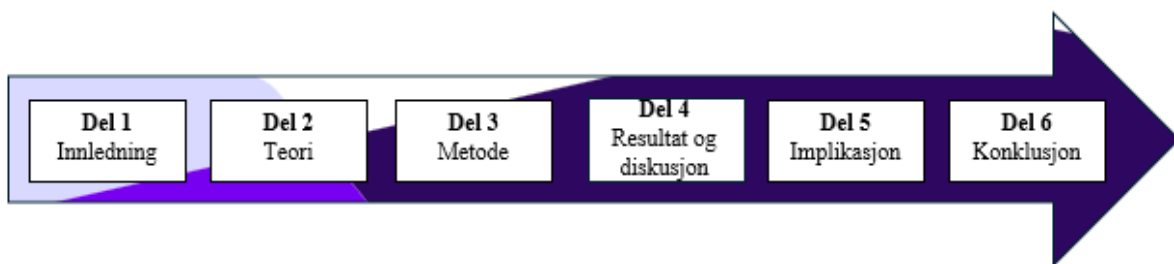 Del 1
Innledning
Del 2
Teori
Del 3
Metode
Del 4
Resultat og
diskusjon
Del 5
Implikasjon
Del 6
Konklusjon